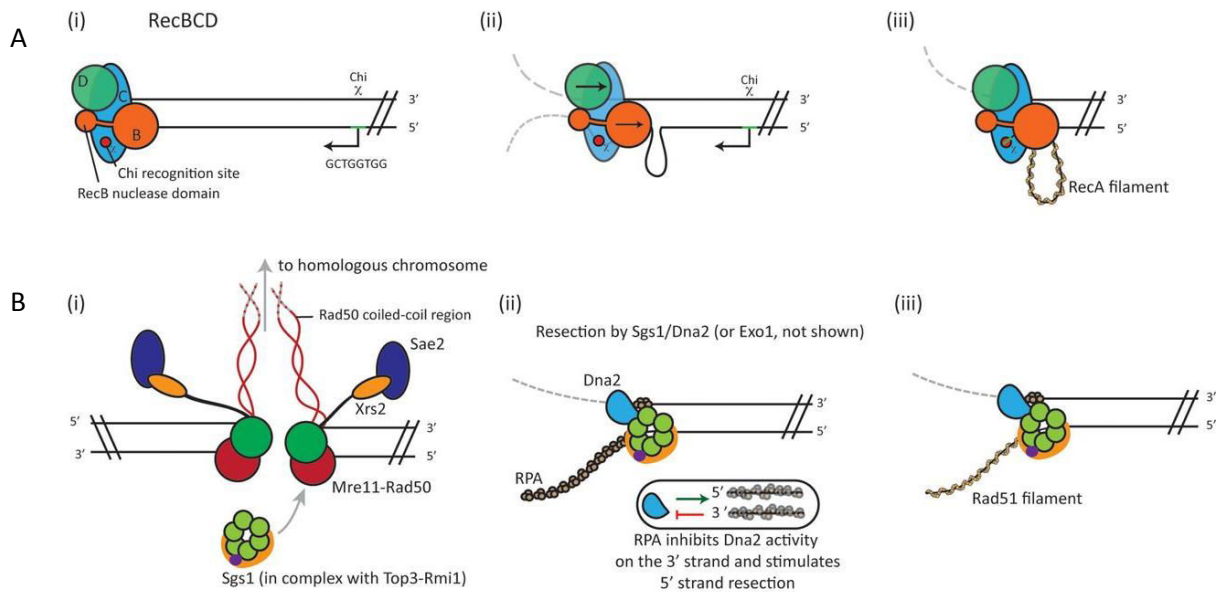 A
(i)
RecBCD
D
C
B
χ
Chi
χ
3’
5’
GCTGGTGG
Chi recognition site
RecB nuclease domain
(ii)
Chi
χ
χ
3’
5’
(iii)
χ
3’
5’
RecA filament
B
(i)
to homologous chromosome
Rad50 coiled-coil region
Sae2
Xrs2
5’
3’
3’
5’
Mre11-Rad50
Sgs1 (in complex with Top3-Rmi1)
(ii)
Resection by Sgs1/Dna2 (or Exo1, not shown)
Dna2
3’
5’
RPA
5’
3’
RPA inhibits Dna2 activity
on the 3’ strand and stimulates
5’ strand resection
(iii)
3’
5’
Rad51 filament